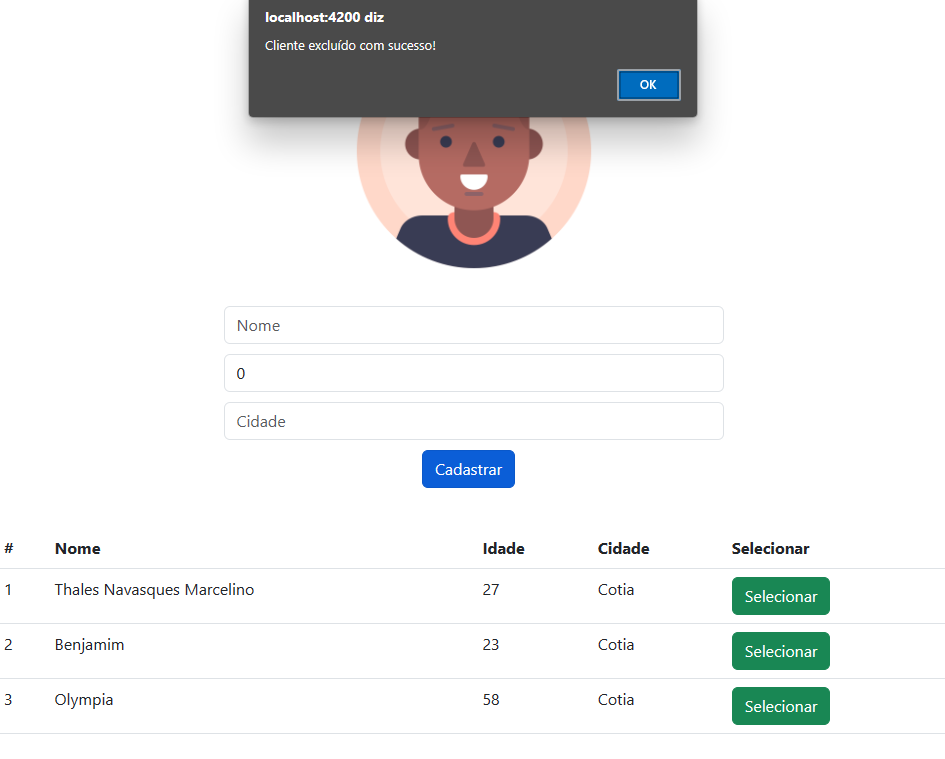 localhost:4200 diz
Cliente excluído com sucesso!
OK
Nome
0
Cidade
Cadastrar
# Nome Idade Cidade Selecionar
1 Thales Navasques Marcelino 27 Cotia Selecionar
2 Benjamim 23 Cotia Selecionar
3 Olympia 58 Cotia Selecionar